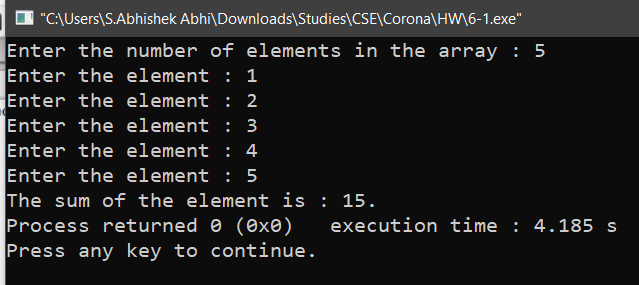 "C:\Users\S.Abhishek Abhi\Downloads\Studies\CSE\Corona\HW\6-1.exe"
Enter the number of elements in the array : 5
Enter the element : 1
Enter the element : 2
Enter the element : 3
Enter the element : 4
Enter the element : 5
The sum of the element is : 15.
Process returned 0 (0x0)   execution time : 4.185 s
Press any key to continue.